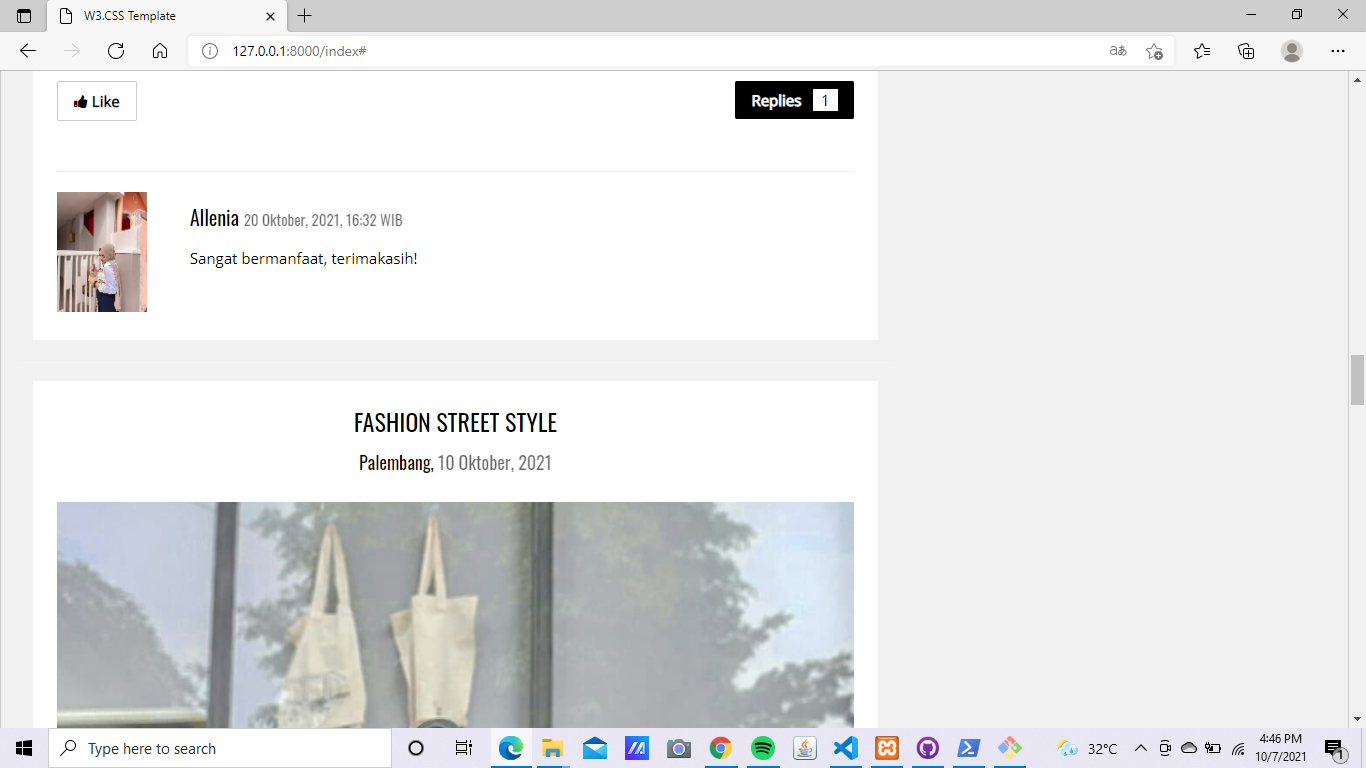 W3.CSS Template
127.0.0.1:8000/index#
Like
Replies 1
Allenia 20 Oktober, 2021, 16:32 WIB
Sangat bermanfaat, terimakasih!
FASHION STREET STYLE
Palembang, 10 Oktober, 2021
Type here to search
32°C
4:46 PM
10/7/2021
1